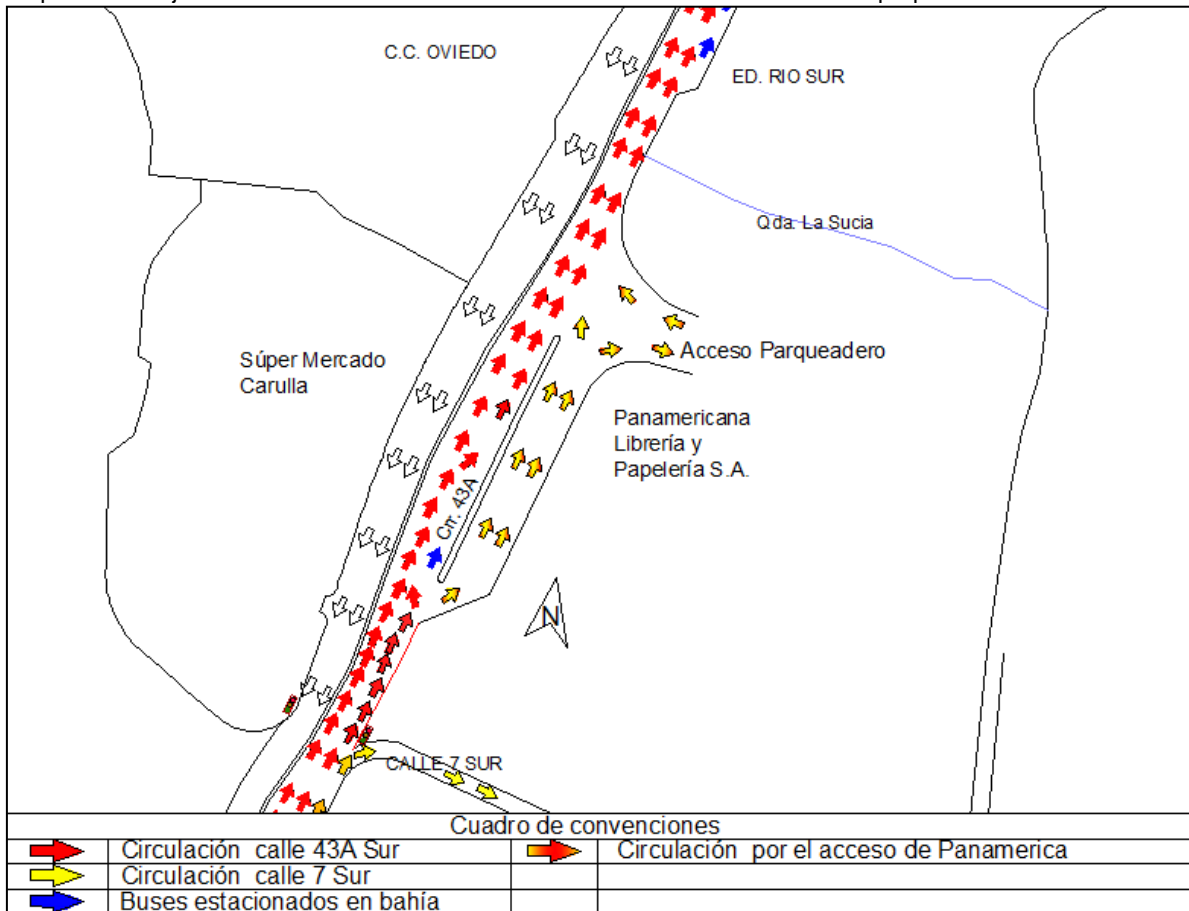 C.C. OVIEDO
ED. RIO SUR
Qda. La Sucia
Súper Mercado
Carulla
Acceso Parqueadero
Panamericana
Librería y
Papelería S.A.
Crr. 43A
N
CALLE 7 SUR
Cuadro de convenciones
Circulación calle 43A Sur
Circulación por el acceso de Panamerica
Circulación calle 7 Sur
Buses estacionados en bahía